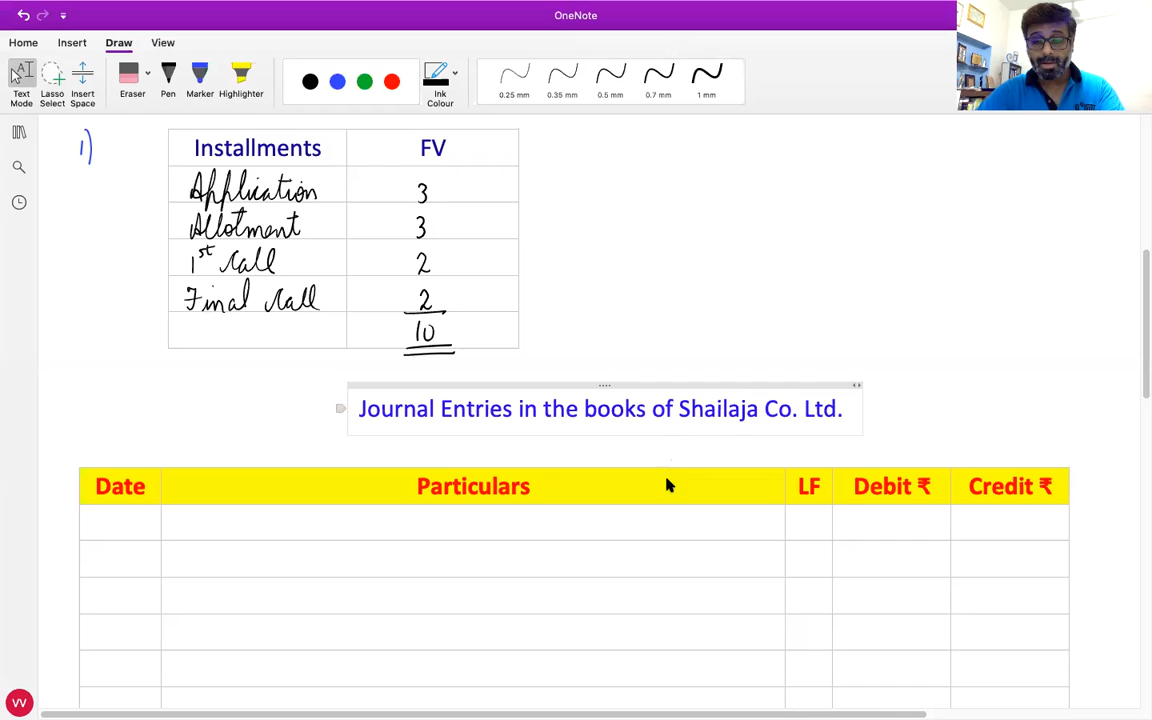 OneNote
Home Insert Draw View
Text Mode
Lasso Select
Insert Space
Eraser
Pen
Marker
Highlighter
Ink Colour
0.25 mm 0.35 mm 0.5 mm 0.7 mm 1 mm
1)
Installments FV
Application 3
Allotment 3
1st Call 2
Final Call 2
10
Journal Entries in the books of Shailaja Co. Ltd.
Date Particulars LF Debit ₹ Credit ₹
VV